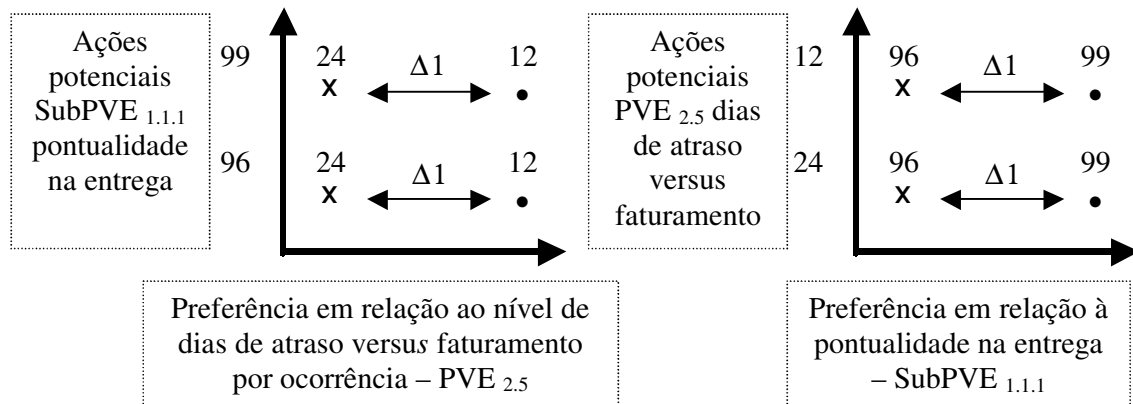 Ações
potenciais
SubPVE 1.1.1
pontualidade
na entrega
99
24
Δ1
12
x
•
96
24
Δ1
12
x
•
Preferência em relação ao nível de
dias de atraso versus faturamento
por ocorrência – PVE 2.5
Ações
potenciais
PVE 2.5 dias
de atraso
versus
faturamento
12
96
Δ1
99
x
•
24
96
Δ1
99
x
•
Preferência em relação à
pontualidade na entrega
– SubPVE 1.1.1